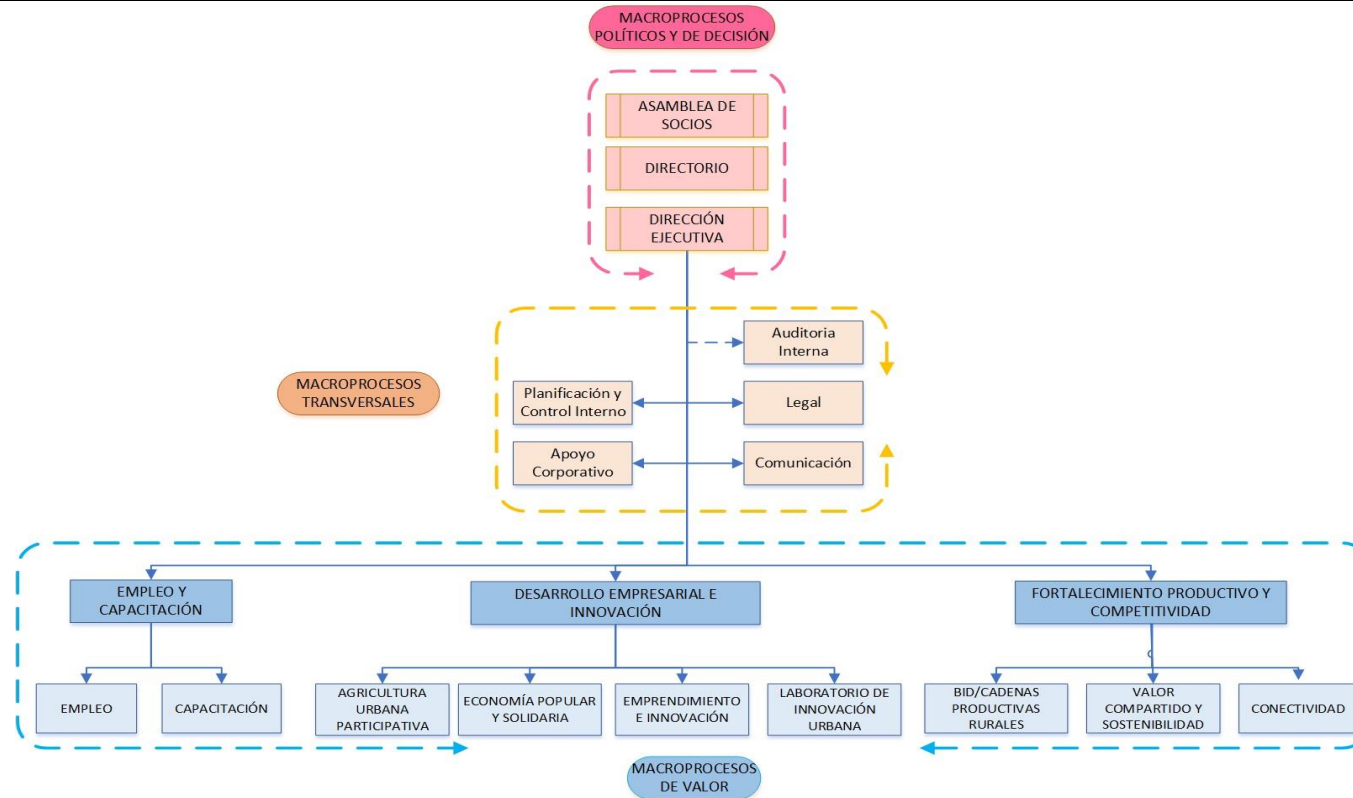 MACROPROCESOS
POLÍTICOS Y DE DECISIÓN
ASAMBLEA DE
SOCIOS
DIRECTORIO
DIRECCIÓN
EJECUTIVA
Auditoria
Interna
MACROPROCESOS
TRANSVERSALES
Planificación y
Control Interno
Legal
Apoyo
Corporativo
Comunicación
EMPLEO Y
CAPACITACIÓN
DESARROLLO EMPRESARIAL E
INNOVACIÓN
FORTALECIMIENTO PRODUCTIVO Y
COMPETITIVIDAD
EMPLEO
CAPACITACIÓN
AGRICULTURA
URBANA
PARTICIPATIVA
ECONOMÍA POPULAR
Y SOLIDARIA
EMPRENDIMIENTO
E INNOVACIÓN
LABORATORIO DE
INNOVACIÓN
URBANA
BID/CADENAS
PRODUCTIVAS
RURALES
VALOR
COMPARTIDO Y
SOSTENIBILIDAD
CONECTIVIDAD
MACROPROCESOS
DE VALOR